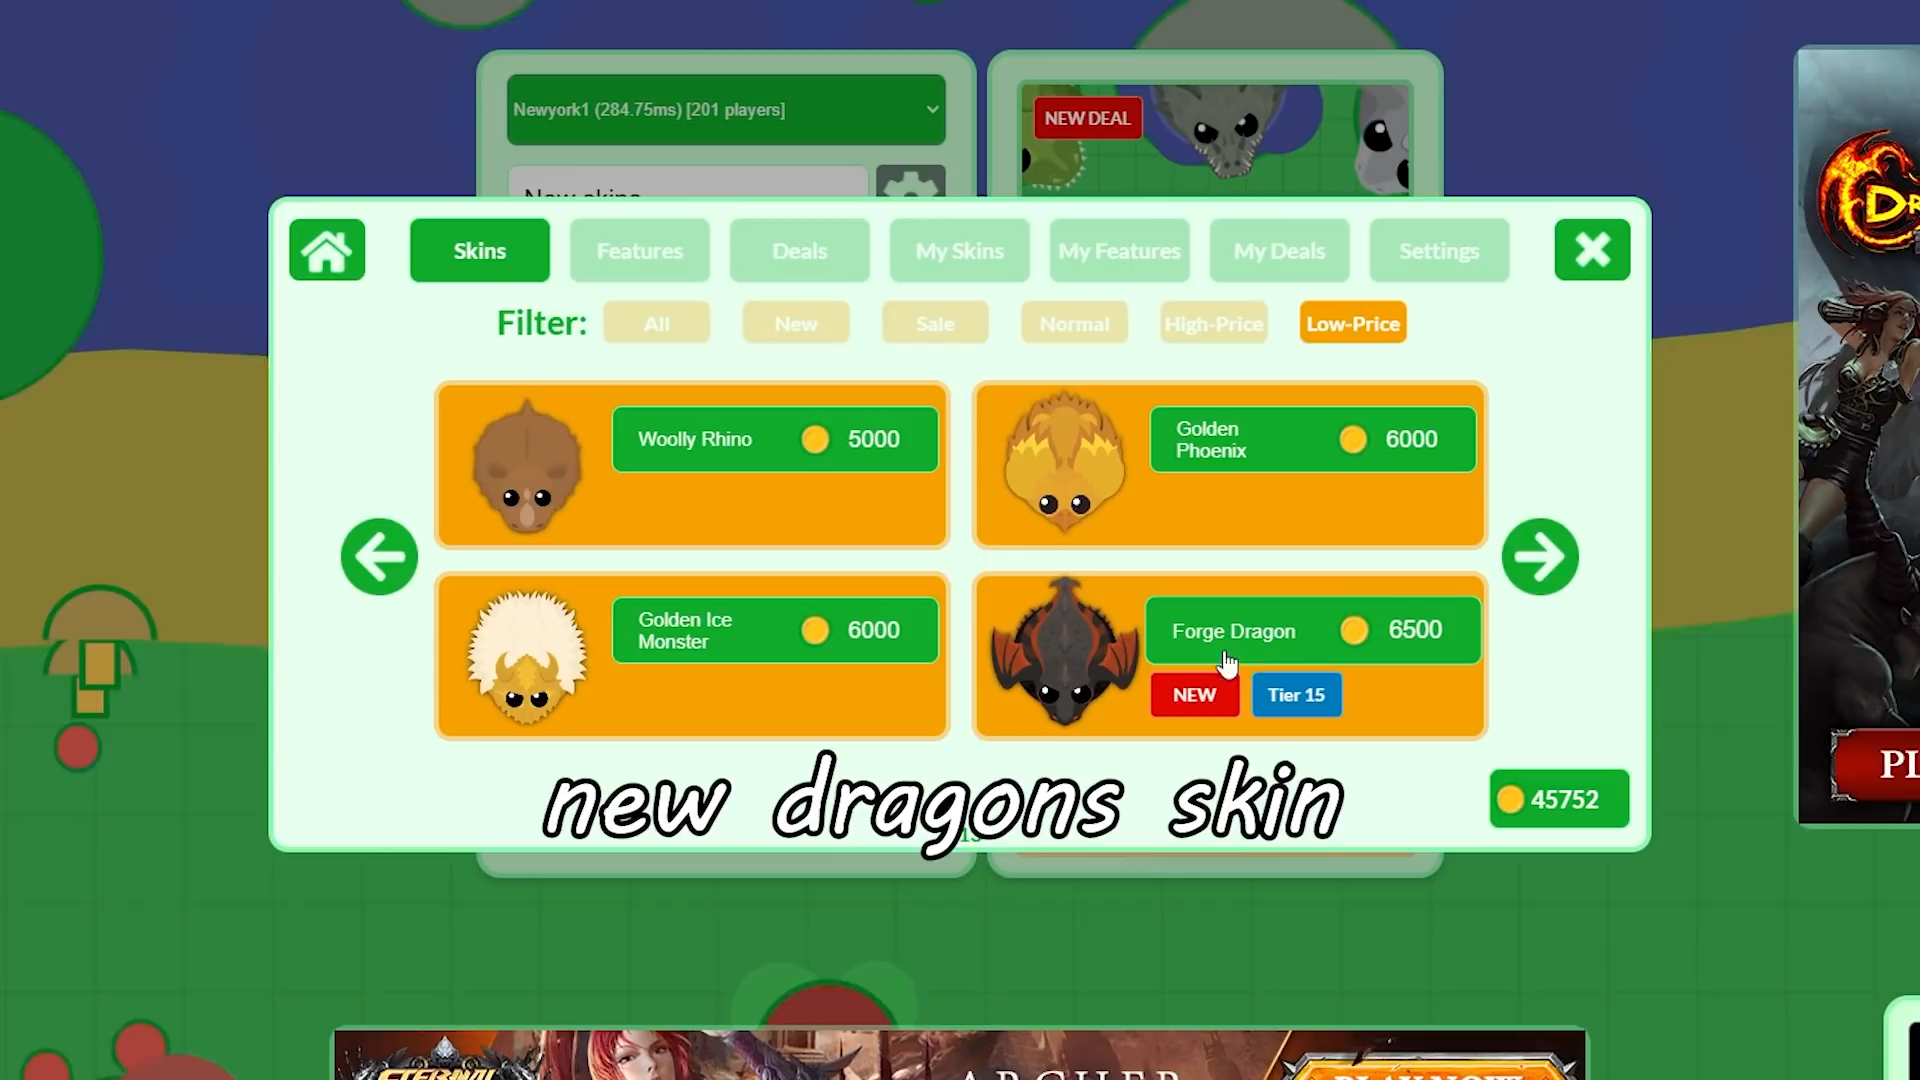 Newyork1 (284.75ms) [201 players]
NEW DEAL
Skins
Features
Deals
My Skins
My Features
My Deals
Settings
Filter:
All
New
Sale
Normal
High-Price
Low-Price
Woolly Rhino
5000
Golden
Phoenix
6000
Golden Ice
Monster
6000
Forge Dragon
6500
NEW
Tier 15
new dragons skin
45752
ARCHER